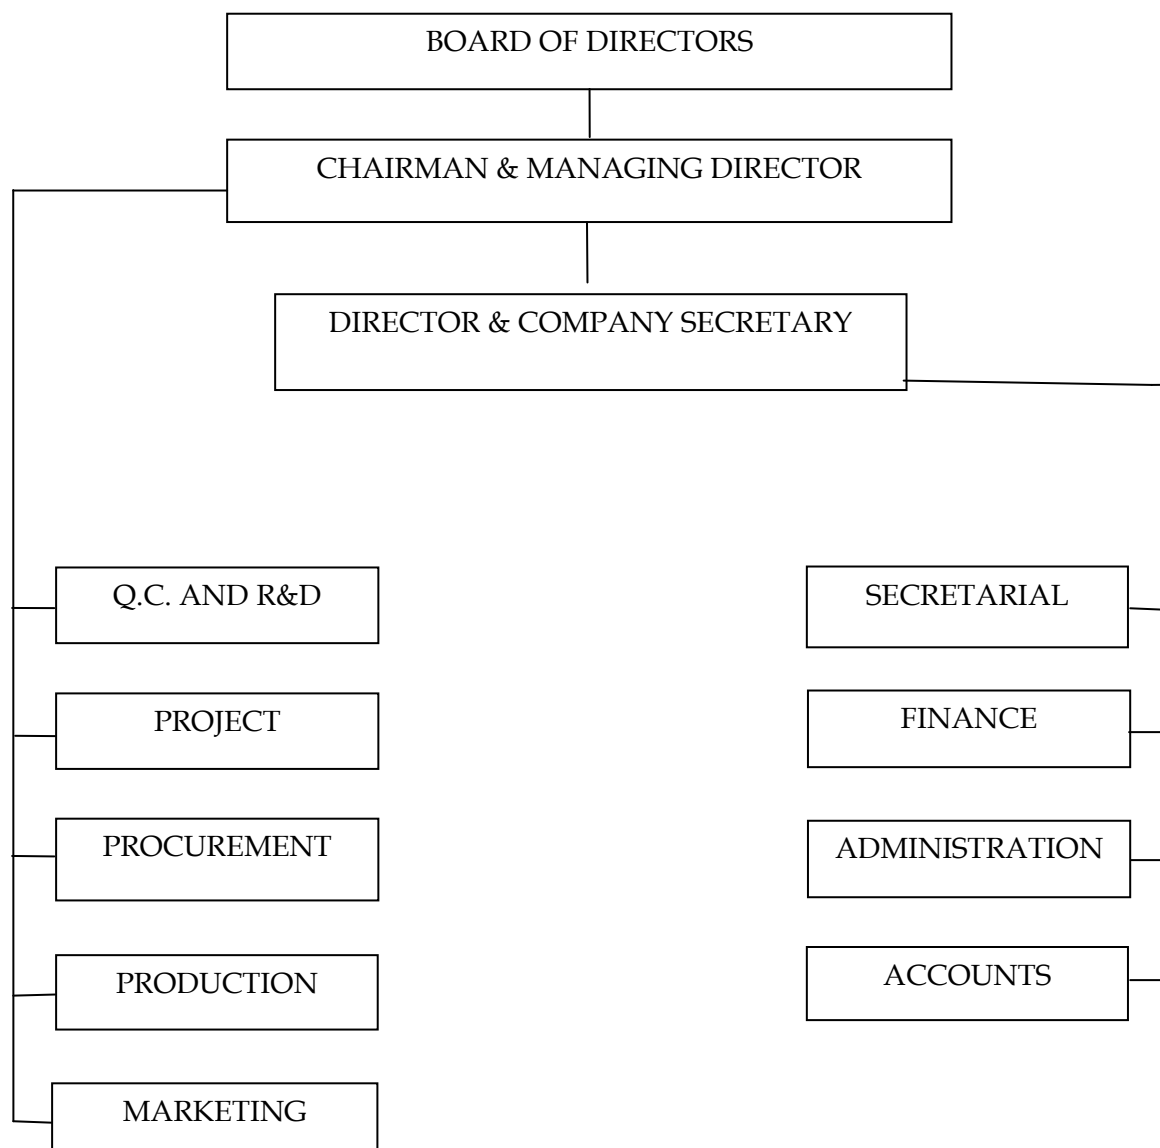 BOARD OF DIRECTORS
CHAIRMAN & MANAGING DIRECTOR
DIRECTOR & COMPANY SECRETARY
Q.C. AND R&D
SECRETARIAL
PROJECT
FINANCE
PROCUREMENT
ADMINISTRATION
PRODUCTION
ACCOUNTS
MARKETING